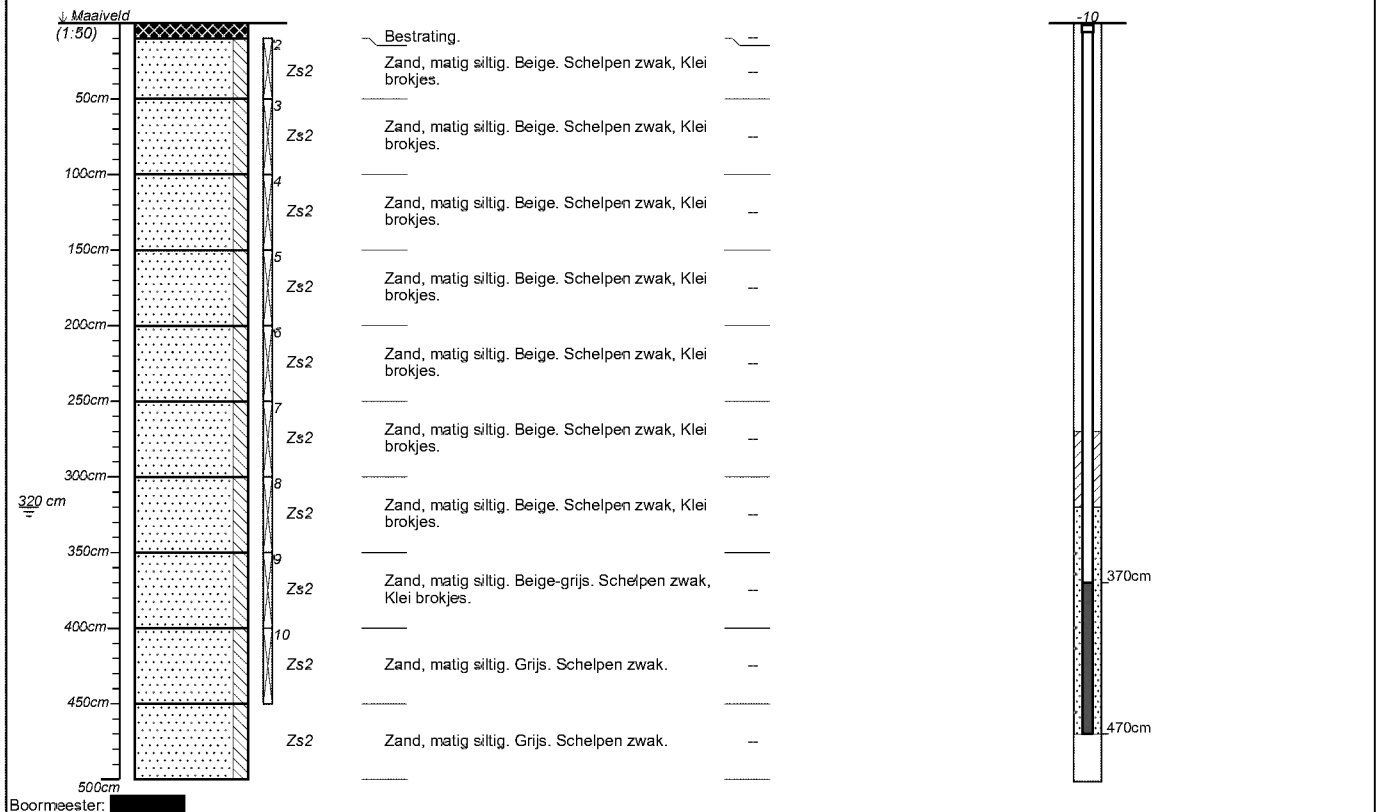 Maaiveld
(1:50)
-10
Bestrating.
--
2
Zs2
Zand, matig siltig. Beige. Schelpen zwak, Klei
brokjes.
--
50cm
3
Zs2
Zand, matig siltig. Beige. Schelpen zwak, Klei
brokjes.
--
100cm
4
Zs2
Zand, matig siltig. Beige. Schelpen zwak, Klei
brokjes.
--
150cm
5
Zs2
Zand, matig siltig. Beige. Schelpen zwak, Klei
brokjes.
--
200cm
6
Zs2
Zand, matig siltig. Beige. Schelpen zwak, Klei
brokjes.
--
250cm
7
Zs2
Zand, matig siltig. Beige. Schelpen zwak, Klei
brokjes.
--
300cm
8
320 cm
Zs2
Zand, matig siltig. Beige. Schelpen zwak, Klei
brokjes.
--
350cm
9
Zs2
Zand, matig siltig. Beige-grijs. Schelpen zwak,
Klei brokjes.
--
370cm
400cm
10
Zs2
Zand, matig siltig. Grijs. Schelpen zwak.
--
450cm
470cm
Zs2
Zand, matig siltig. Grijs. Schelpen zwak.
--
500cm
Boormeester: